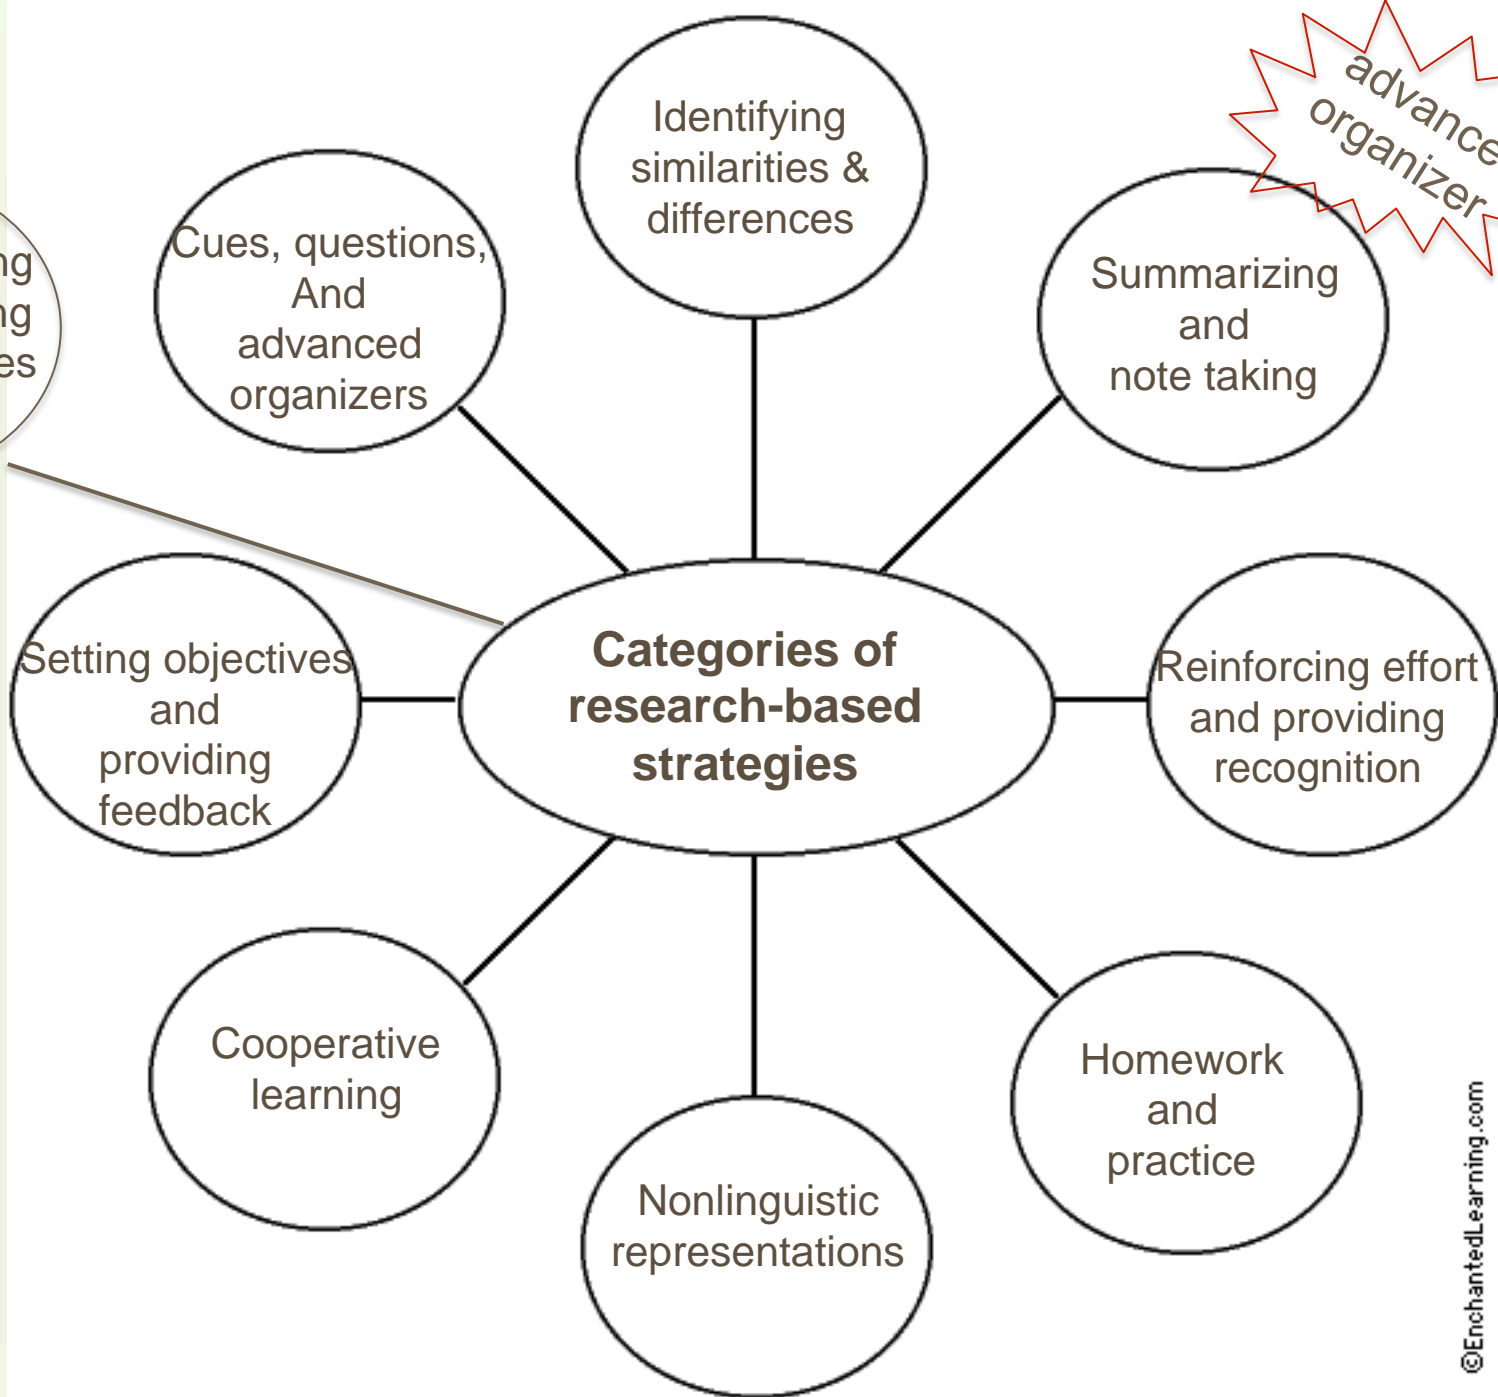 advance
organizer
Identifying
similarities &
differences
Cues, questions,
And
advanced
organizers
Summarizing
and
note taking
Categories of
research-based
strategies
Setting objectives
and
providing
feedback
Reinforcing effort
and providing
recognition
Cooperative
learning
Nonlinguistic
representations
Homework
and
practice
©EnchantedLearning.com